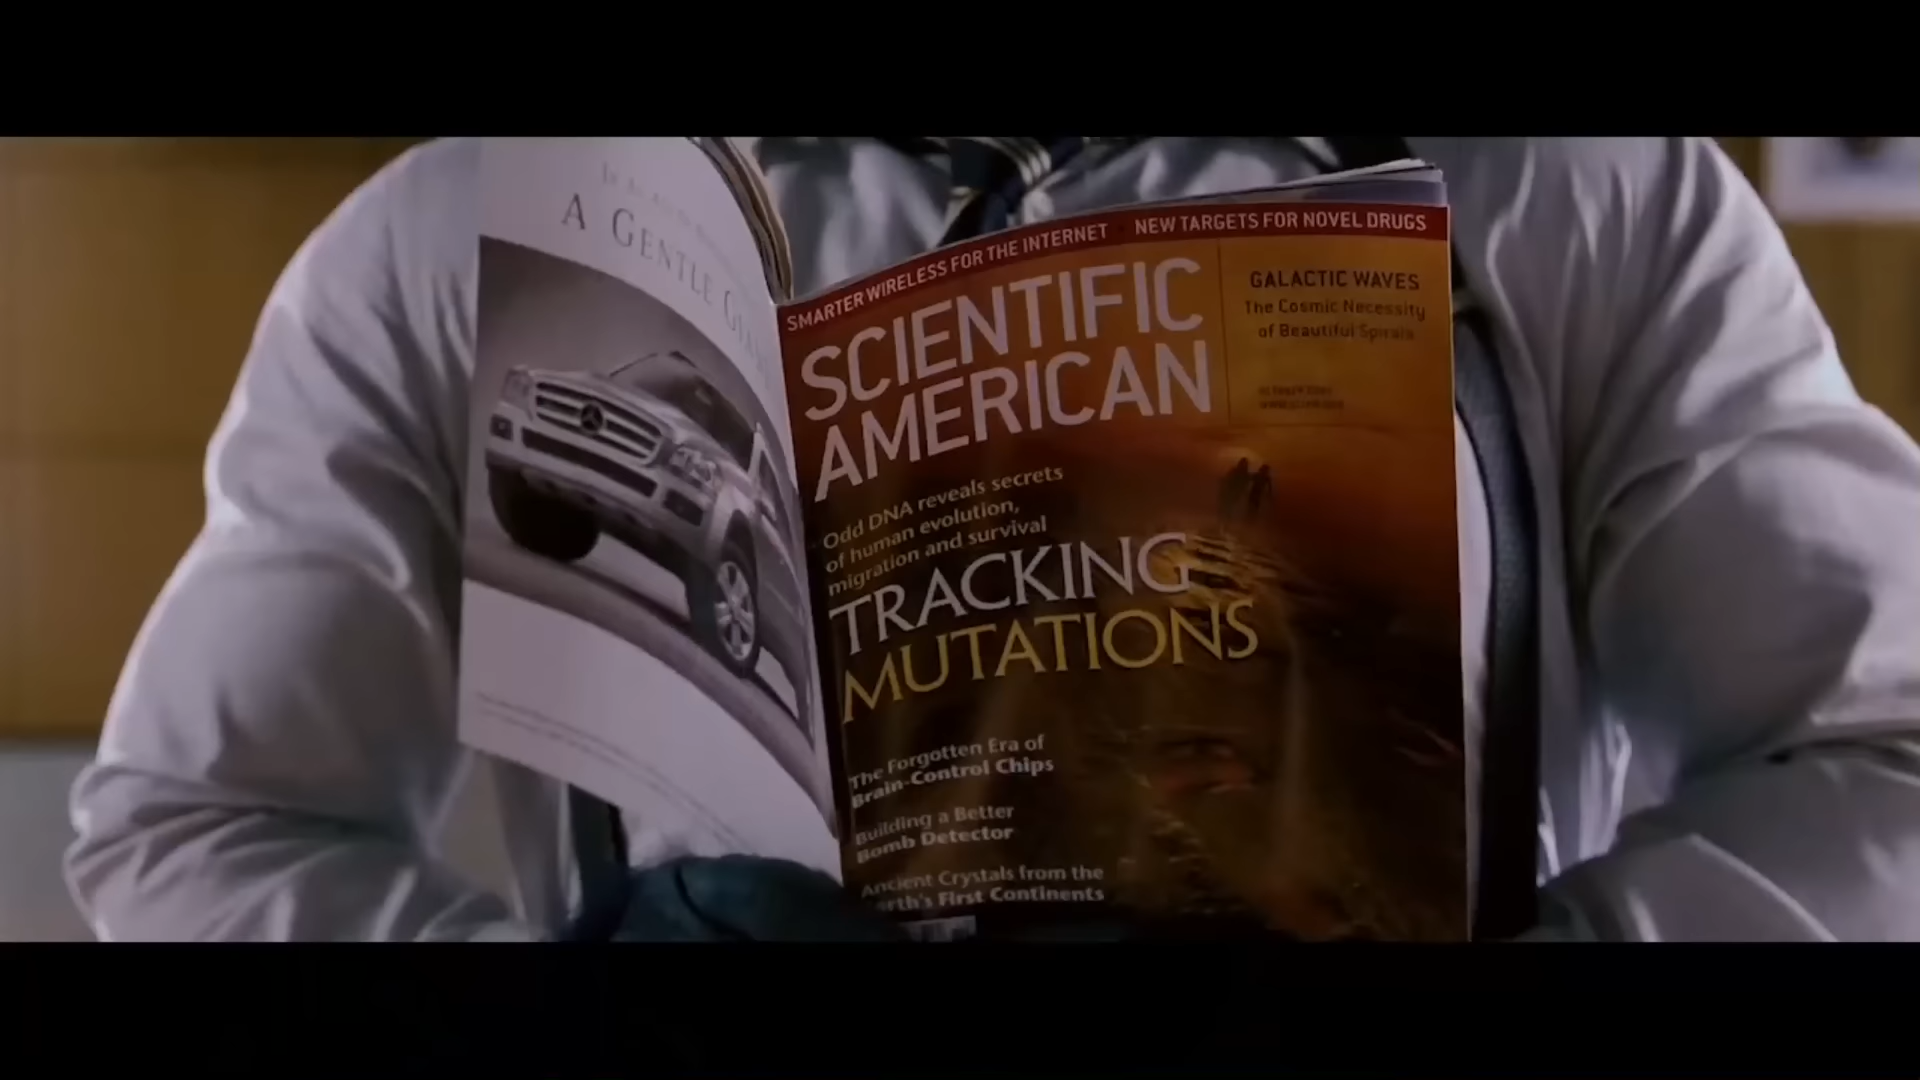 A GENTLE
SMARTER WIRELESS FOR THE INTERNET NEW TARGETS FOR NOVEL DRUGS
SCIENTIFIC
AMERICAN
GALACTIC WAVES
The Cosmic Necessity
of Beautiful Spirals
Odd DNA reveals secrets
of human evolution,
migration and survival
TRACKING
MUTATIONS
The Forgotten Era of
Brain-Control Chips
Building a Better
Bomb Detector
Ancient Crystals from the
First Continents